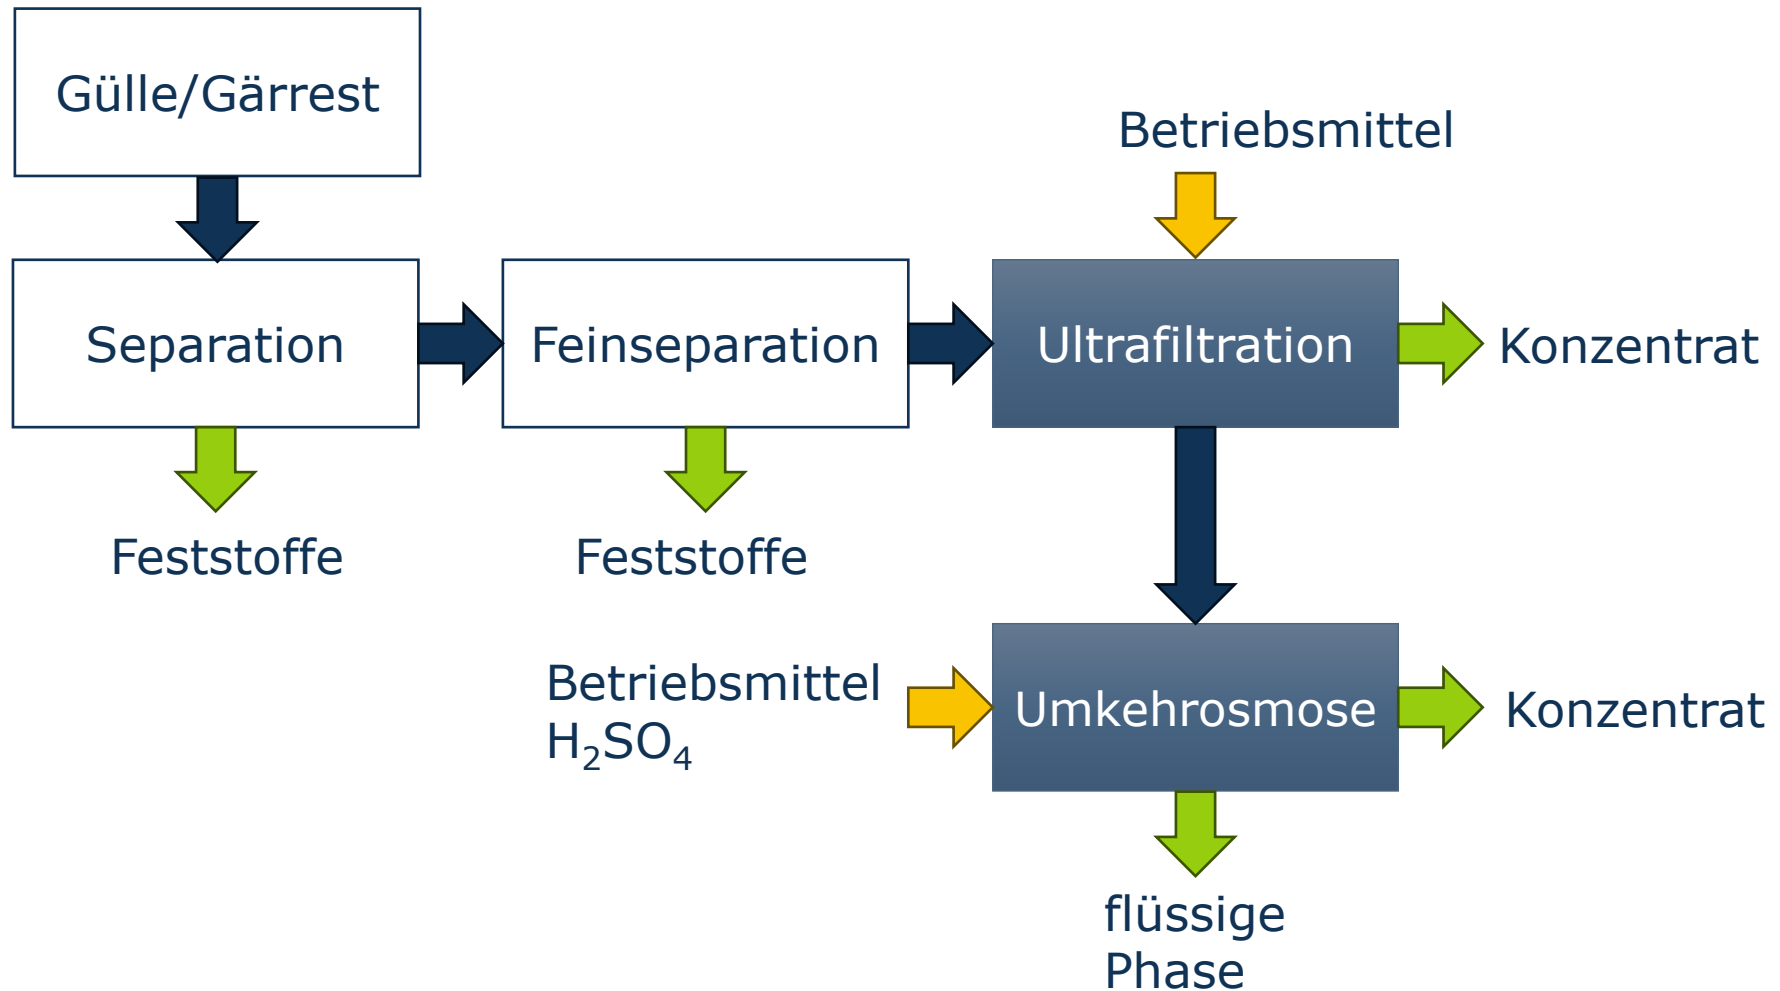 Gülle/Gärrest
Betriebsmittel
Separation
Feinseparation
Ultrafiltration
Konzentrat
Feststoffe
Feststoffe
Betriebsmittel
H₂SO₄
Umkehrosmose
Konzentrat
flüssige
Phase